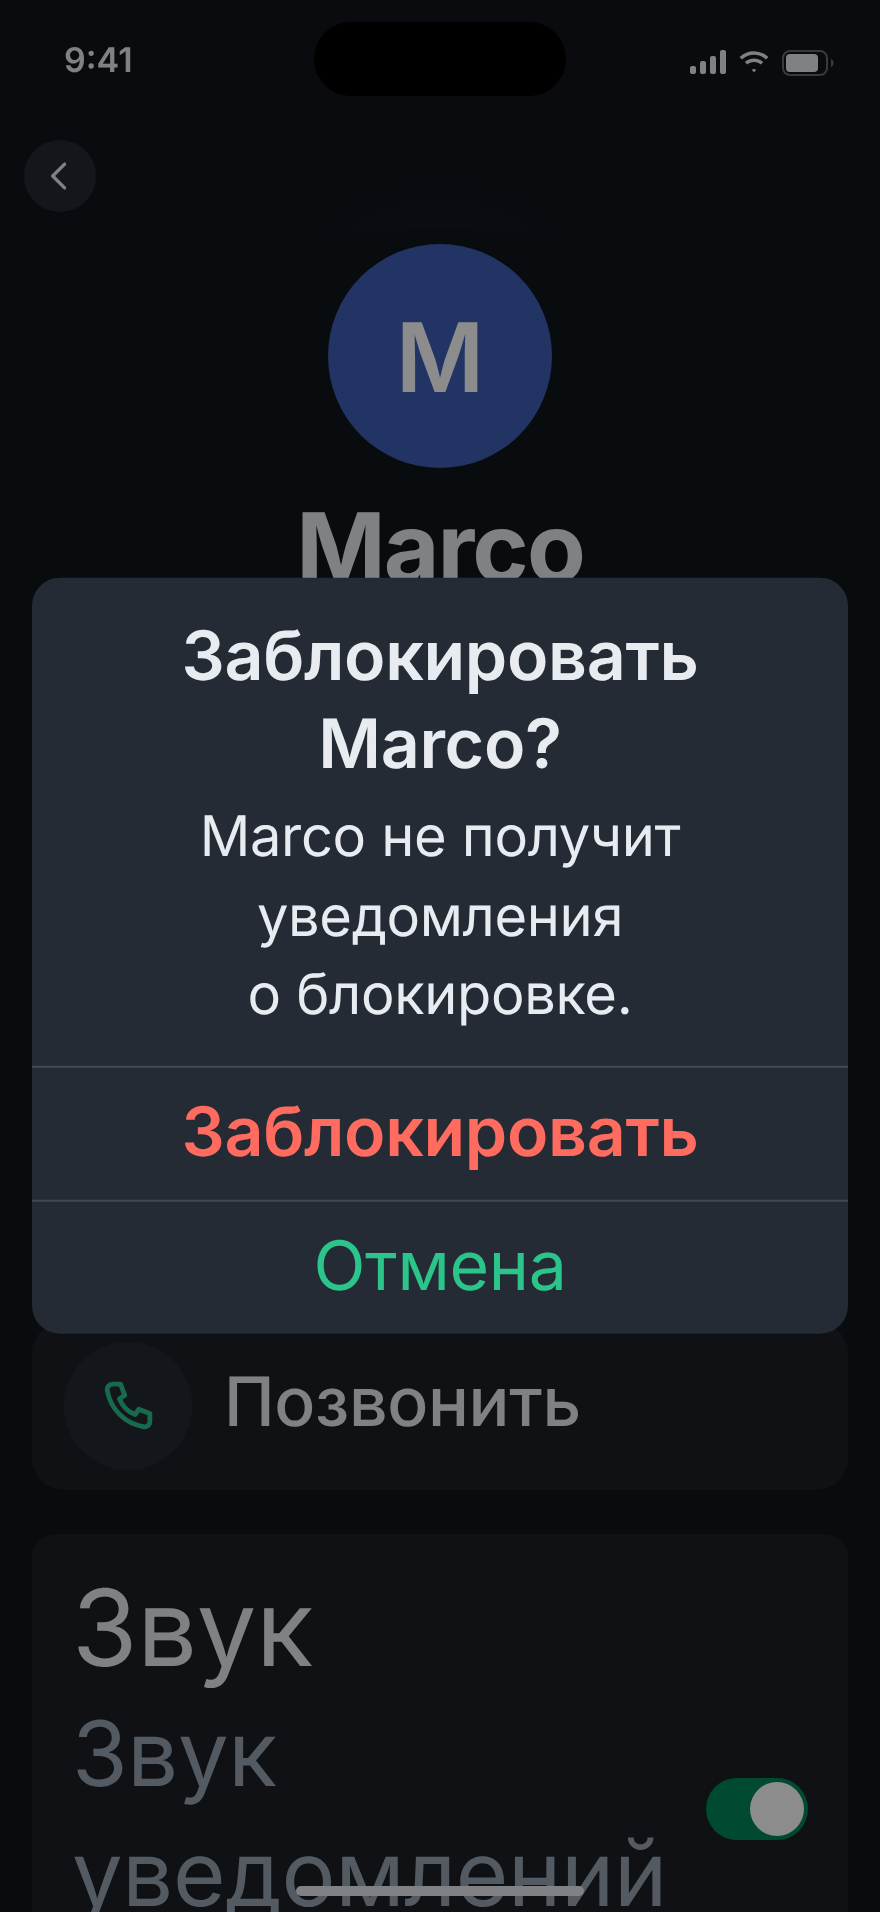 9:41
M
Marco
Заблокировать
Marco?
Marco не получит
уведомления
о блокировке.
Заблокировать
Отмена
Позвонить
Звук
Звук
уведомлений